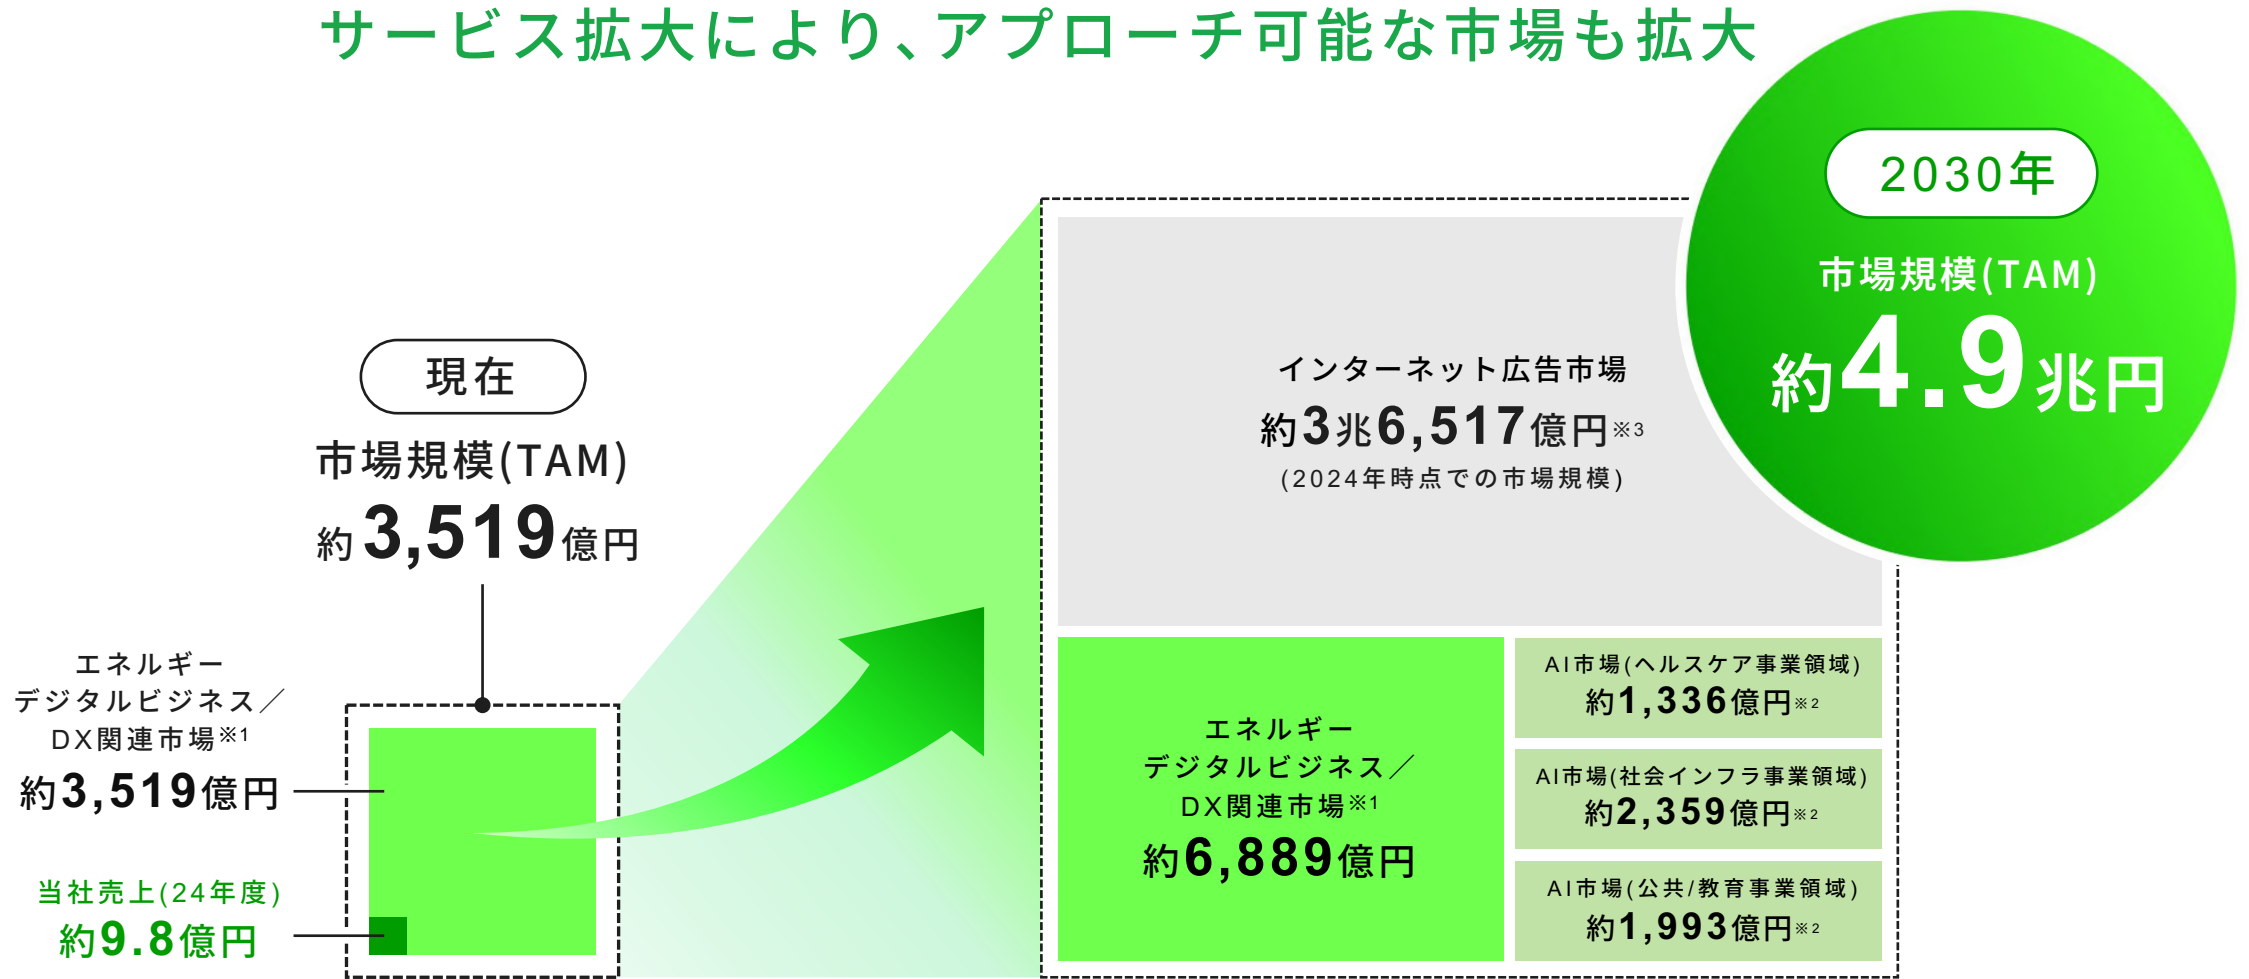 サービス拡大により、アプローチ可能な市場も拡大
2030年
市場規模(TAM)
約4.9兆円
現在
市場規模(TAM)
約3,519億円
エネルギー
デジタルビジネス／
DX関連市場※1
約3,519億円
当社売上(24年度)
約9.8億円
インターネット広告市場
約3兆6,517億円※3
(2024年時点での市場規模)
エネルギー
デジタルビジネス／
DX関連市場※1
約6,889億円
AI市場(ヘルスケア事業領域)
約1,336億円※2
AI市場(社会インフラ事業領域)
約2,359億円※2
AI市場(公共/教育事業領域)
約1,993億円※2